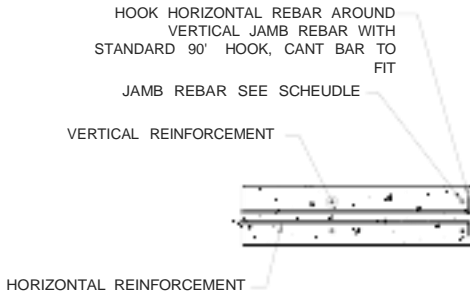 HOOK HORIZONTAL REBAR AROUND
VERTICAL JAMB REBAR WITH
STANDARD 90' HOOK, CANT BAR TO
FIT
JAMB REBAR SEE SCHEUDLE
VERTICAL REINFORCEMENT
HORIZONTAL REINFORCEMENT